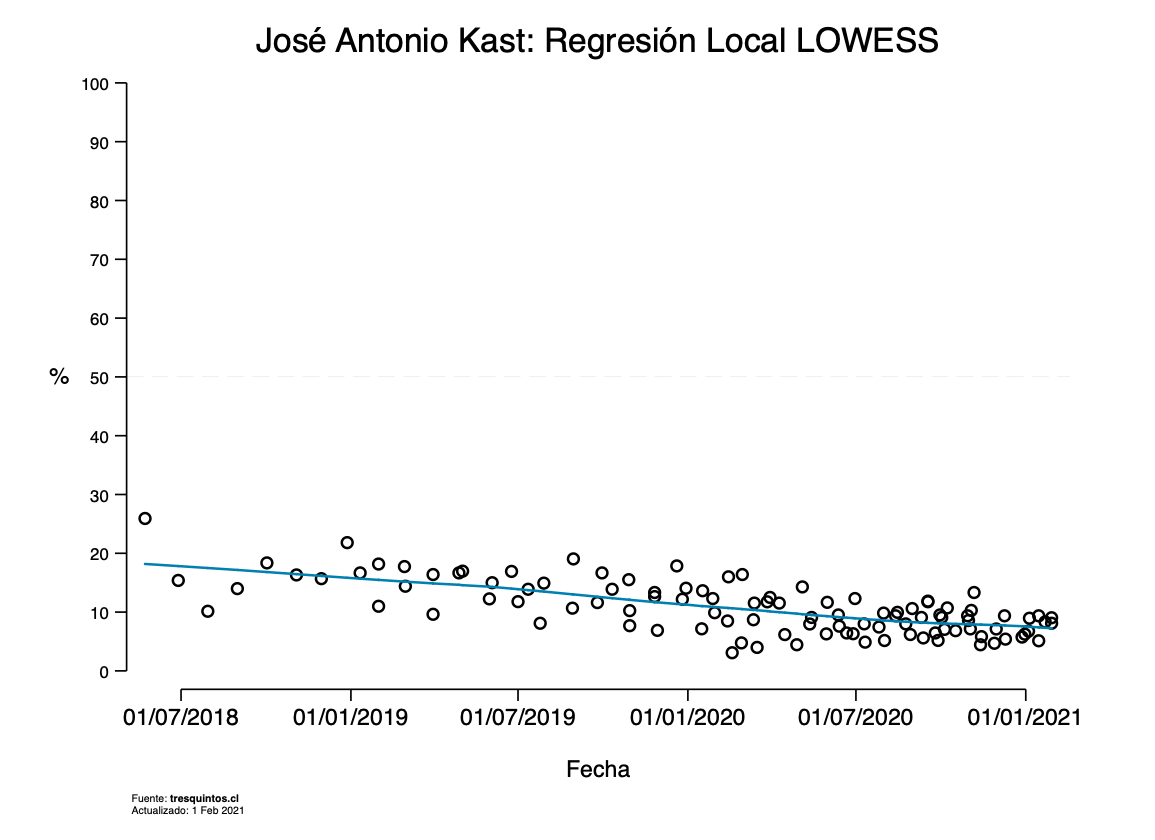 José Antonio Kast: Regresión Local LOWESS
100
90
80
70
60
% 50
40
30
20
10
0
01/07/2018 01/01/2019 01/07/2019 01/01/2020 01/07/2020 01/01/2021
Fecha
Fuente: tresquintos.cl
Actualizado: 1 Feb 2021